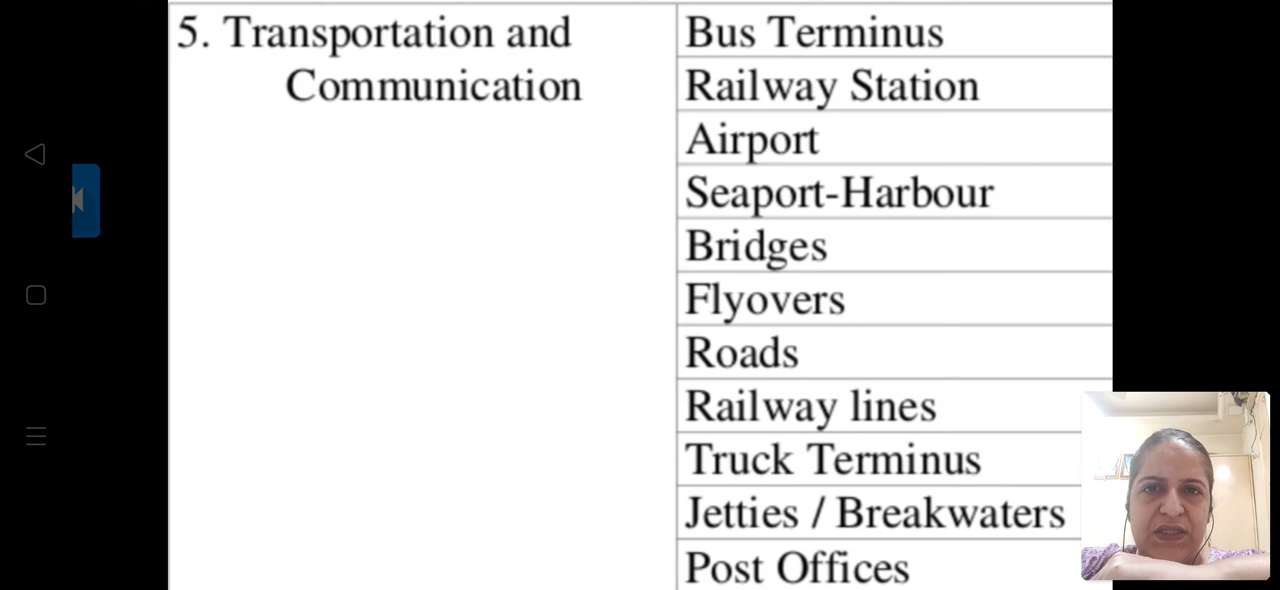 5. Transportation and
Communication
Bus Terminus
Railway Station
Airport
Seaport-Harbour
Bridges
Flyovers
Roads
Railway lines
Truck Terminus
Jetties / Breakwaters
Post Offices